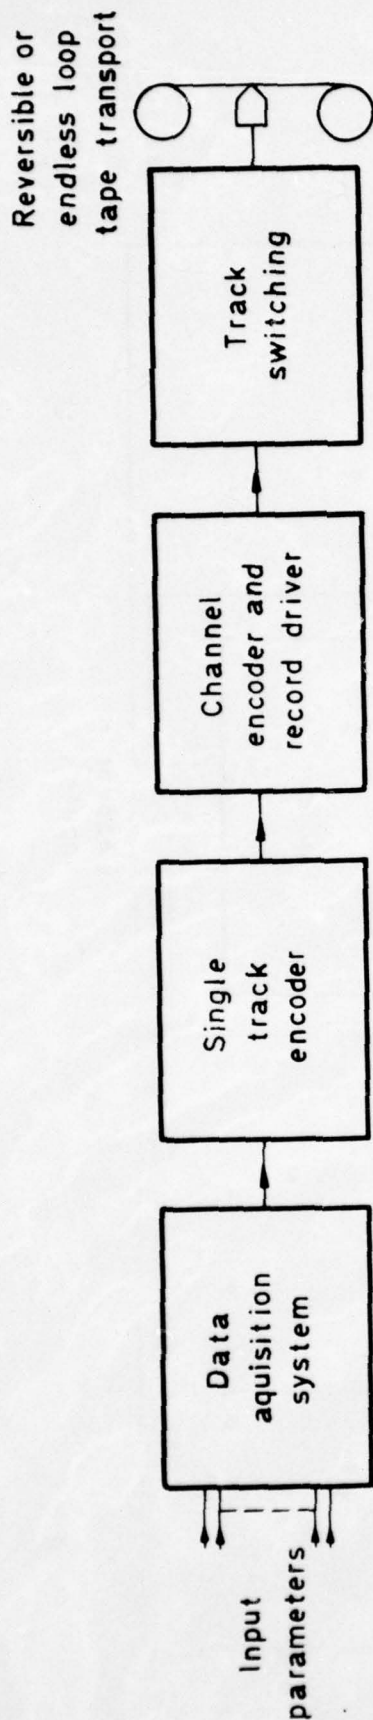 Input
parameters
Data
aquisition
system
Single
track
encoder
Channel
encoder and
record driver
Track
switching
Reversible or
endless loop
tape transport